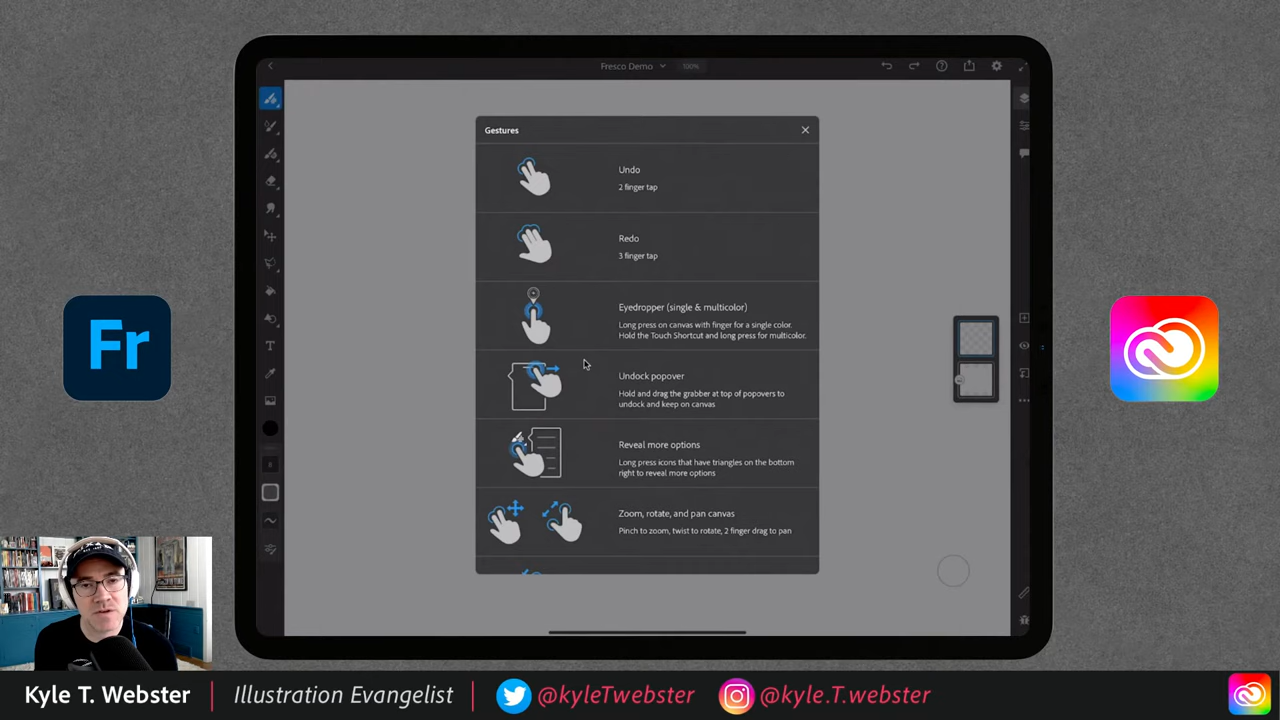 Fresco Demo
100%
Gestures
Undo
2 finger tap
Redo
3 finger tap
Eyedropper (single & multicolor)
Long press on canvas with finger for a single color.
Hold the Touch Shortcut and long press for multicolor.
Undock popover
Hold and drag the grabber at top of popovers to
undock and keep on canvas
Reveal more options
Long press icons that have triangles on the bottom
right to reveal more options
Zoom, rotate, and pan canvas
Pinch to zoom, twist to rotate, 2 finger drag to pan
Fr
T
Kyle T. Webster
Illustration Evangelist
@kyleTwebster
@kyle.T.webster